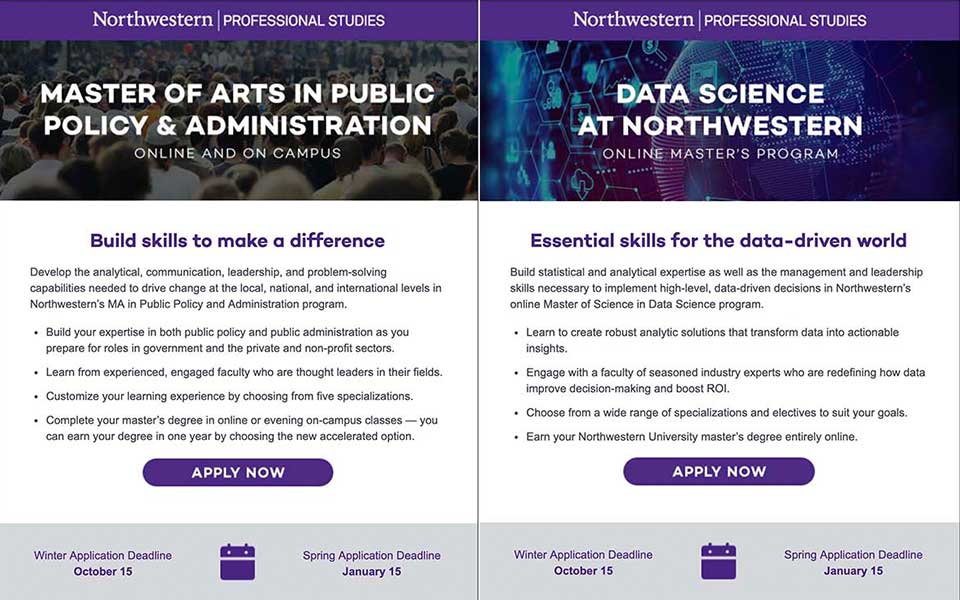 Northwestern | PROFESSIONAL STUDIES
MASTER OF ARTS IN PUBLIC
POLICY & ADMINISTRATION
ONLINE AND ON CAMPUS
Build skills to make a difference
Develop the analytical, communication, leadership, and problem-solving
capabilities needed to drive change at the local, national, and international levels in
Northwestern's MA in Public Policy and Administration program.
• Build your expertise in both public policy and public administration as you
prepare for roles in government and the private and non-profit sectors.
• Learn from experienced, engaged faculty who are thought leaders in their fields.
• Customize your learning experience by choosing from five specializations.
• Complete your master's degree in online or evening on-campus classes — you
can earn your degree in one year by choosing the new accelerated option.
APPLY NOW
Winter Application Deadline
October 15
Spring Application Deadline
January 15
Northwestern | PROFESSIONAL STUDIES
DATA SCIENCE
AT NORTHWESTERN
ONLINE MASTER'S PROGRAM
Essential skills for the data-driven world
Build statistical and analytical expertise as well as the management and leadership
skills necessary to implement high-level, data-driven decisions in Northwestern's
online Master of Science in Data Science program.
• Learn to create robust analytic solutions that transform data into actionable
insights.
• Engage with a faculty of seasoned industry experts who are redefining how data
improve decision-making and boost ROI.
• Choose from a wide range of specializations and electives to suit your goals.
• Earn your Northwestern University master's degree entirely online.
APPLY NOW
Winter Application Deadline
October 15
Spring Application Deadline
January 15